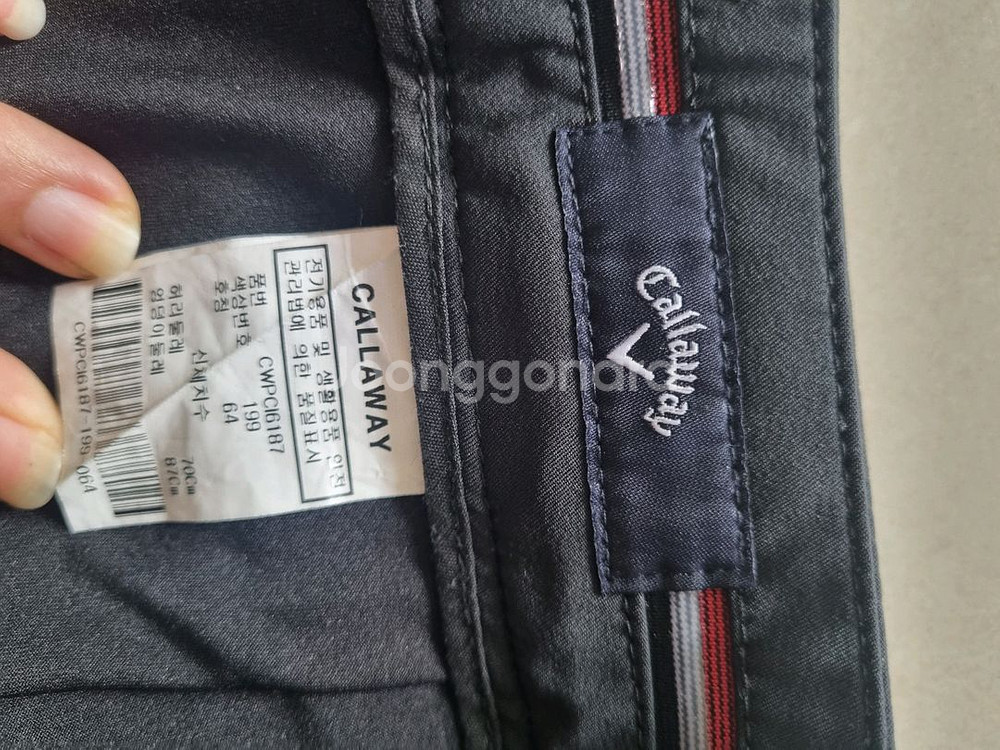 CALLAWAY
전기용품 및 생활용품 안전
관리법에 의한 품질표시
품번 CWPCI6187
색상번호 199
호칭 64
신체치수
허리둘레 70Cm
엉덩이둘레 87Cm
CWPCI6187-199-064
Callaway